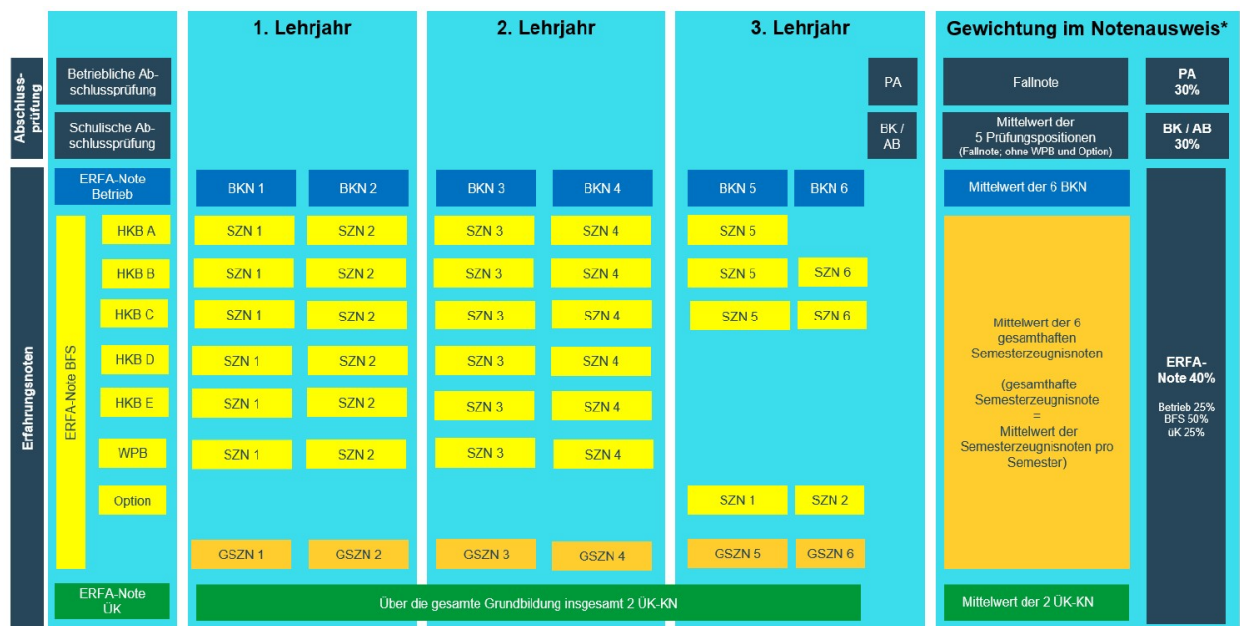 1. Lehrjahr
2. Lehrjahr
3. Lehrjahr
Gewichtung im Notenausweis*
Abschluss-
prüfung
Betriebliche Ab-
schlussprüfung
PA
Fallnote
PA
30%
Schulische Ab-
schlussprüfung
BK /
AB
Mittelwert der
5 Prüfungspositionen
(Fallnote; ohne WPB und Option)
BK / AB
30%
Erfahrungsnoten
ERFA-Note
Betrieb
BKN 1
BKN 2
BKN 3
BKN 4
BKN 5
BKN 6
Mittelwert der 6 BKN
ERFA-Note BFS
HKB A
SZN 1
SZN 2
SZN 3
SZN 4
SZN 5
HKB B
SZN 1
SZN 2
SZN 3
SZN 4
SZN 5
SZN 6
HKB C
SZN 1
SZN 2
SZN 3
SZN 4
SZN 5
SZN 6
HKB D
SZN 1
SZN 2
SZN 3
SZN 4
HKB E
SZN 1
SZN 2
SZN 3
SZN 4
WPB
SZN 1
SZN 2
SZN 3
SZN 4
Option
SZN 1
SZN 2
GSZN 1
GSZN 2
GSZN 3
GSZN 4
GSZN 5
GSZN 6
Mittelwert der 6
gesamthaften
Semesterzeugnisnoten
(gesamthafte
Semesterzeugnisnote
=
Mittelwert der
Semesterzeugnisnoten pro
Semester)
ERFA-
Note 40%
Betrieb 25%
BFS 50%
üK 25%
ERFA-Note
ÜK
Über die gesamte Grundbildung insgesamt 2 ÜK-KN
Mittelwert der 2 ÜK-KN